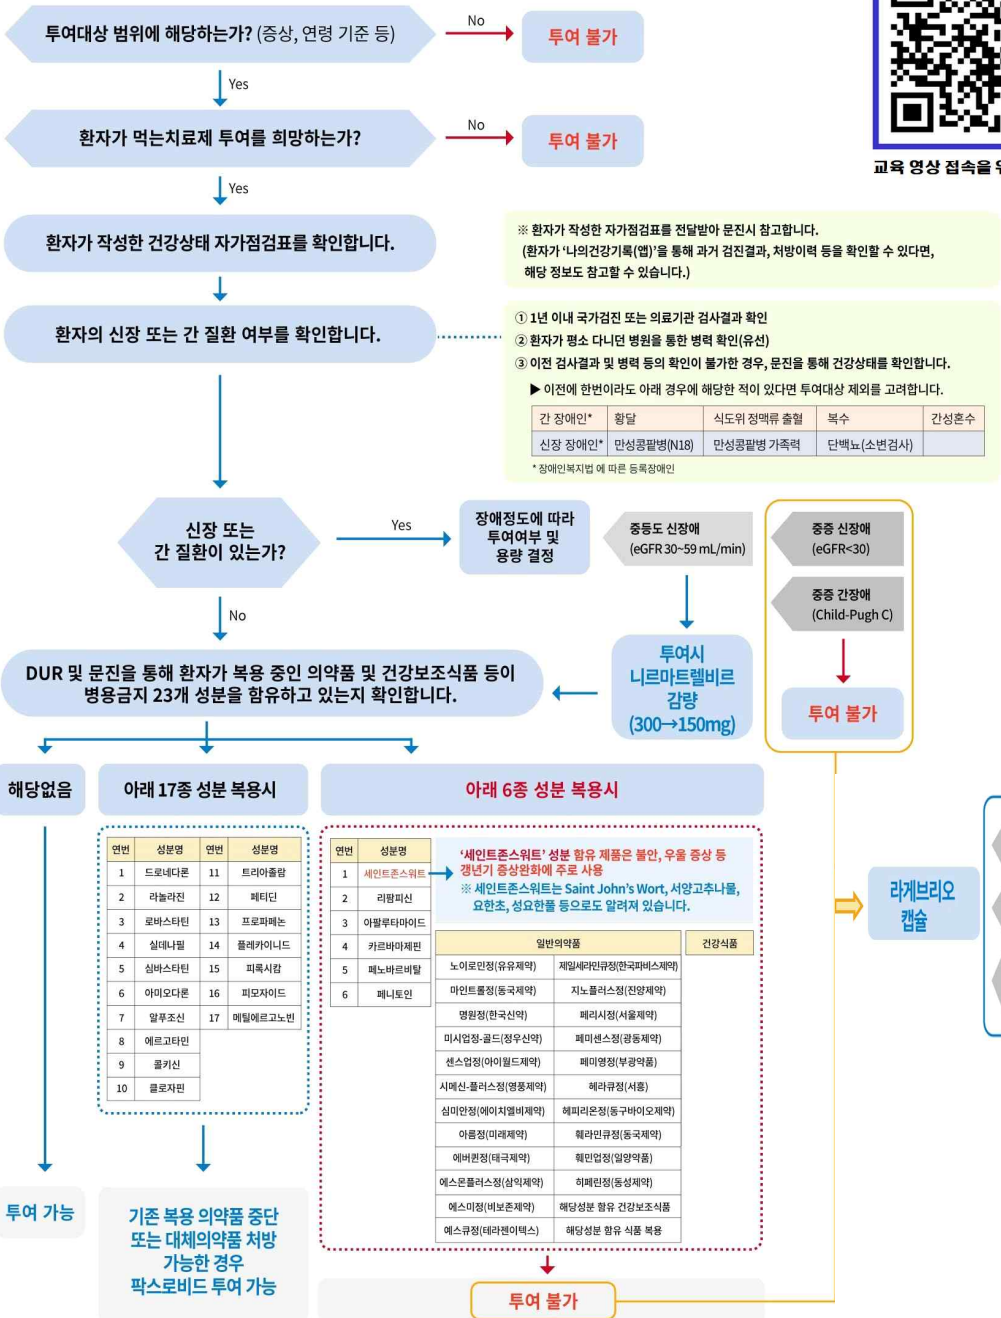 투여대상 범위에 해당하는가? (증상, 연령 기준 등)
No
투여 불가
Yes
환자가 먹는치료제 투여를 희망하는가?
No
투여 불가
교육 영상 접속을
Yes
환자가 작성한 건강상태 자가점검표를 확인합니다.
※ 환자가 작성한 자가점검표를 전달받아 문진시 참고합니다.
(환자가 '나의건강기록(앱)'을 통해 과거 검진결과, 처방이력 등을 확인할 수 있다면,
해당 정보도 참고할 수 있습니다.)
환자의 신장 또는 간 질환 여부를 확인합니다.
① 1년 이내 국가검진 또는 의료기관 검사결과 확인
② 환자가 평소 다니던 병원을 통한 병력 확인(유선)
③ 이전 검사결과 및 병력 등의 확인이 불가한 경우, 문진을 통해 건강상태를 확인합니다.
▶ 이전에 한번이라도 아래 경우에 해당한 적이 있다면 투여대상 제외를 고려합니다.
간 장애인* 황달 식도위 정맥류 출혈 복수 간성혼수
신장 장애인* 만성콩팥병(N18) 만성콩팥병 가족력 단백뇨(소변검사)
* 장애인복지법 에 따른 등록장애인
신장 또는
간 질환이 있는가?
Yes
장애정도에 따라
투여여부 및
용량 결정
중등도 신장애
(eGFR 30~59 mL/min)
중증 신장애
(eGFR<30)
중증 간장애
(Child-Pugh C)
No
투여시
니르마트렐비르
감량
(300→150mg)
투여 불가
DUR 및 문진을 통해 환자가 복용 중인 의약품 및 건강보조식품 등이
병용금지 23개 성분을 함유하고 있는지 확인합니다.
해당없음
아래 17종 성분 복용시
아래 6종 성분 복용시
연번 성분명 연번 성분명
1 드로네다론 11 트리아졸람
2 라놀라진 12 페티딘
3 로바스타틴 13 프로파페논
4 실데나필 14 플레카이니드
5 심바스타틴 15 피록시캄
6 아미오다론 16 피모자이드
7 알푸조신 17 메틸에르고노빈
8 에르고타민
9 콜키신
10 클로자핀
연번 성분명
1 세인트존스워트
2 리팜피신
3 아팔루타마이드
4 카르바마제핀
5 페노바르비탈
6 페니토인
'세인트존스워트' 성분 함유 제품은 불안, 우울 증상 등
갱년기 증상완화에 주로 사용
※ 세인트존스워트는 Saint John's Wort, 서양고추나물,
요한초, 성요한풀 등으로도 알려져 있습니다.
일반의약품 건강식품
노이로민정(유유제약) 제일세라민큐정(한국파비스제약)
마인트롤정(동국제약) 지노플러스정(진양제약)
명원정(한국신약) 페리시정(서울제약)
미시업정-골드(정우신약) 페미센스정(광동제약)
센스업정(아이월드제약) 페미영정(부광약품)
시메신-플러스정(영풍제약) 헤라큐정(서흥)
심미안정(에이치엘비제약) 헤피리온정(동구바이오제약)
아름정(미래제약) 훼라민큐정(동국제약)
에버퀸정(태극제약) 훼민업정(일양약품)
에스몬플러스정(삼익제약) 히페린정(동성제약)
에스미정(비보존제약) 해당성분 함유 건강보조식품
예스큐정(테라젠이텍스) 해당성분 함유 식품 복용
라게브리오
캡슐
투여 가능
기존 복용 의약품 중단
또는 대체의약품 처방
가능한 경우
팍스로비드 투여 가능
투여 불가